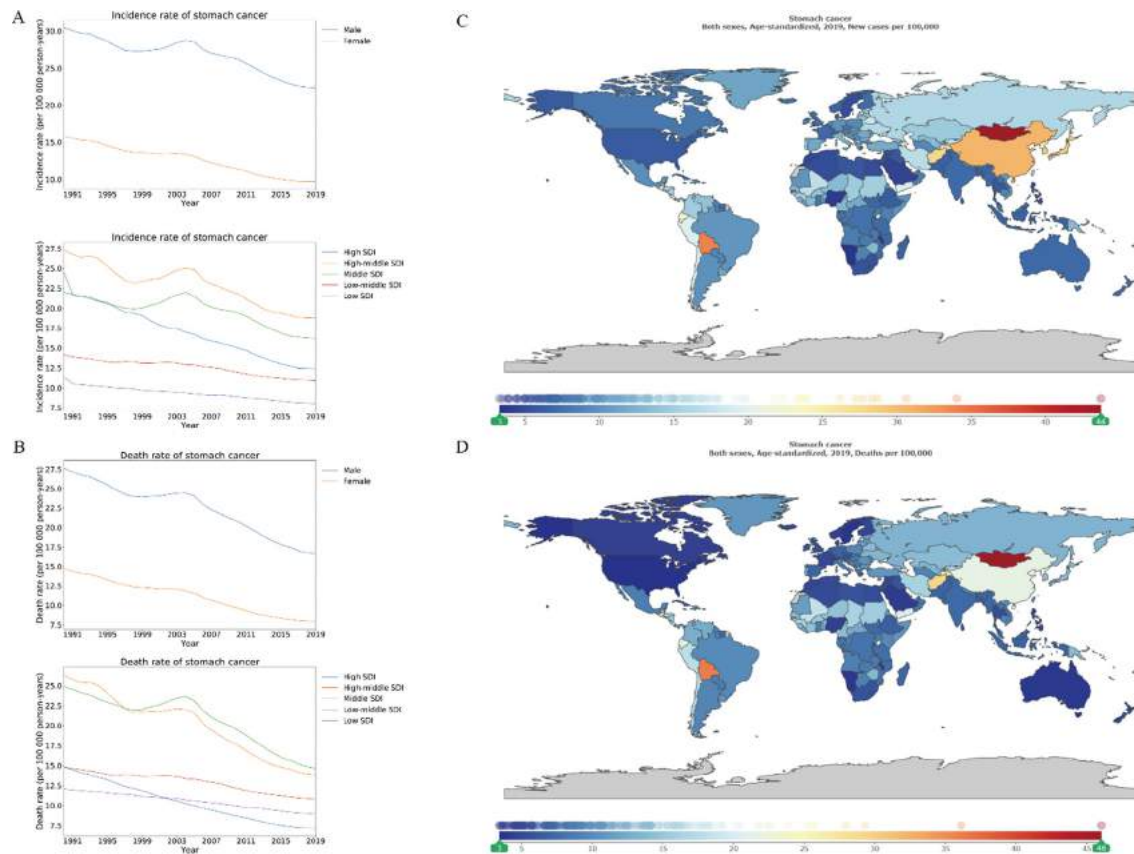 A
Incidence rate of stomach cancer
Incidence rate (per 100 000 person-years)
30.0
27.5
25.0
22.5
20.0
17.5
15.0
12.5
10.0
1991 1995 1999 2003 2007 2011 2015 2019
Year
Male
Female
Incidence rate of stomach cancer
Incidence rate (per 100 000 person-years)
27.5
25.0
22.5
20.0
17.5
15.0
12.5
10.0
7.5
1991 1995 1999 2003 2007 2011 2015 2019
Year
High SDI
High-middle SDI
Middle SDI
Low-middle SDI
Low SDI
B
Death rate of stomach cancer
Death rate (per 100 000 person-years)
27.5
25.0
22.5
20.0
17.5
15.0
12.5
10.0
7.5
1991 1995 1999 2003 2007 2011 2015 2019
Year
Male
Female
Death rate of stomach cancer
Death rate (per 100 000 person-years)
25.0
22.5
20.0
17.5
15.0
12.5
10.0
7.5
1991 1995 1999 2003 2007 2011 2015 2019
Year
High SDI
High-middle SDI
Middle SDI
Low-middle SDI
Low SDI
C
Stomach cancer
Both sexes, Age-standardized, 2019, New cases per 100,000
5 10 15 20 25 30 35 40 44
D
Stomach cancer
Both sexes, Age-standardized, 2019, Deaths per 100,000
5 10 15 20 25 30 35 40 45